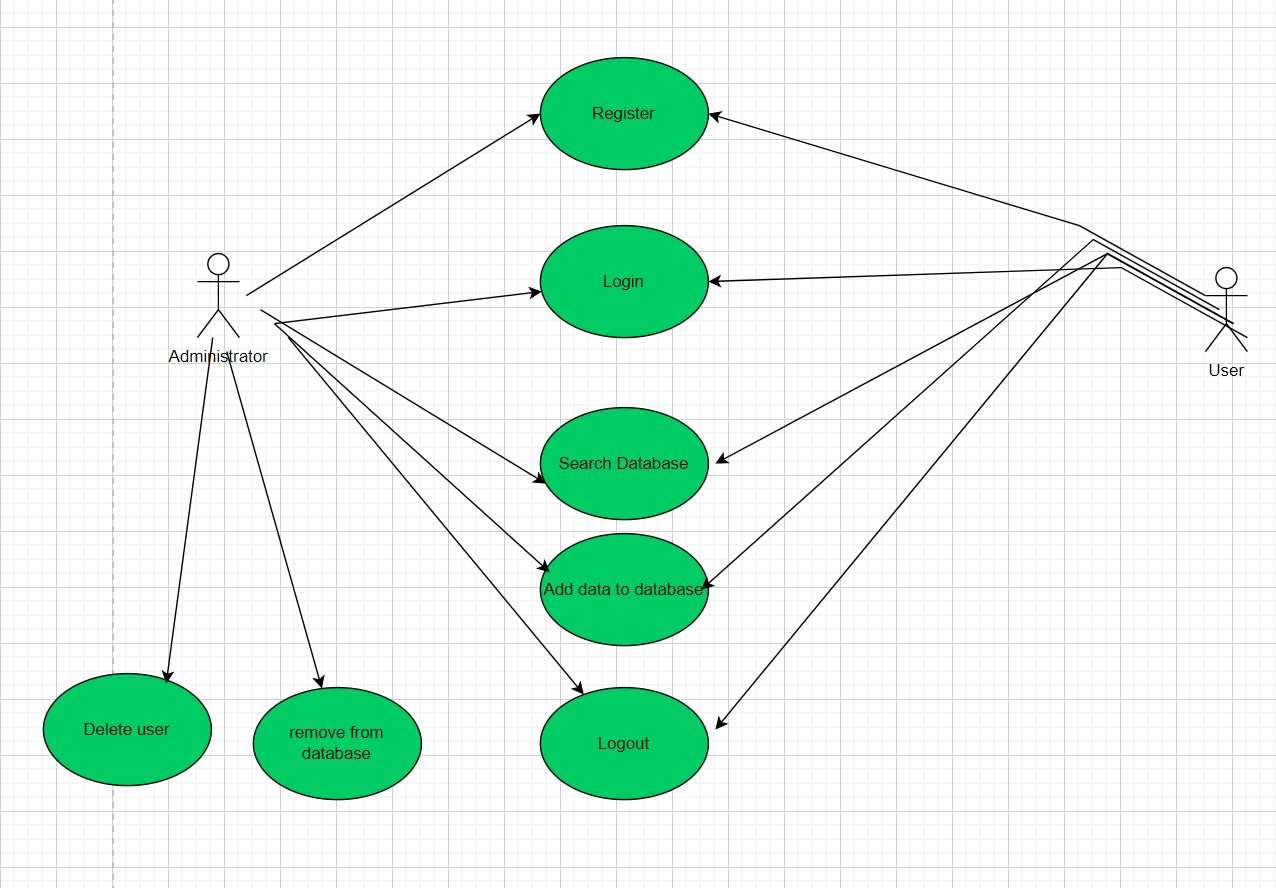 Register
Login
Administrator
User
Search Database
Add data to database
Delete user
remove from
database
Logout